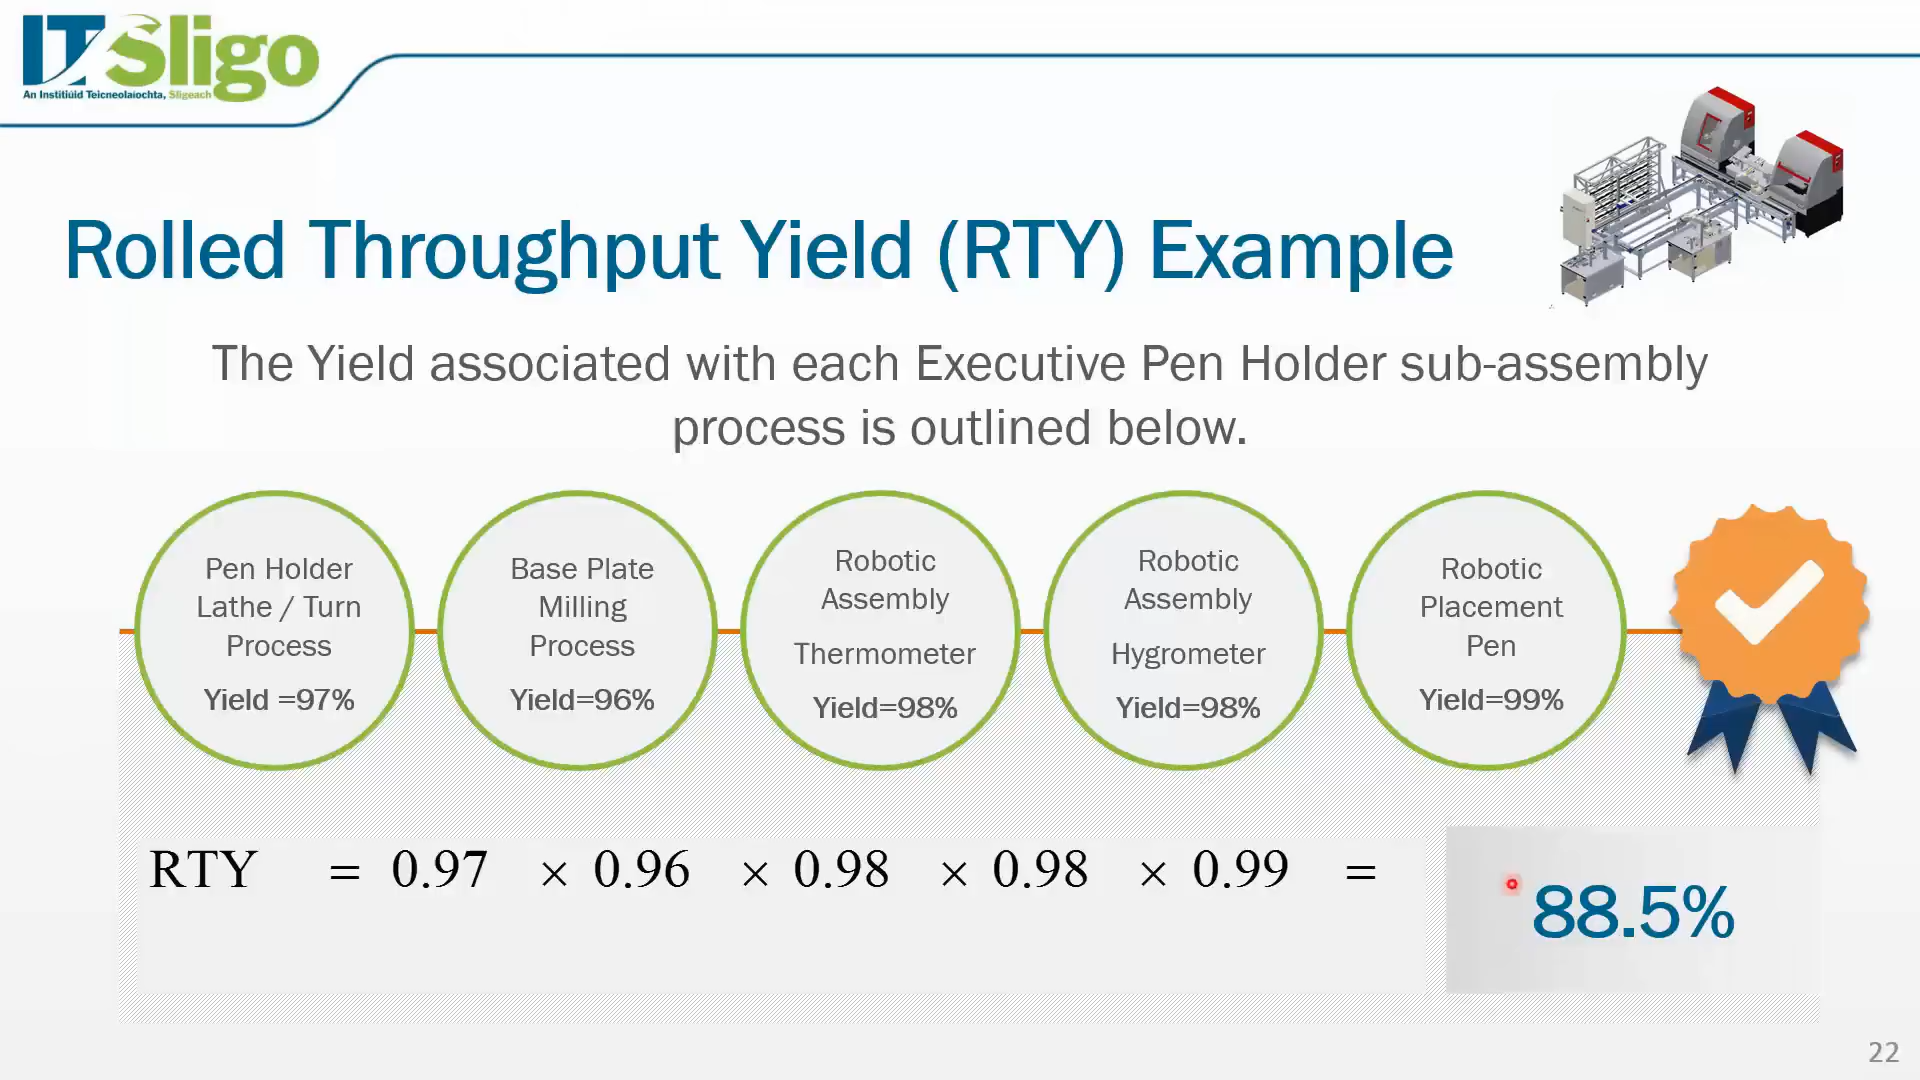 ITSligo
An Institiúid Teicneolaíochta, Sligeach
Rolled Throughput Yield (RTY) Example
The Yield associated with each Executive Pen Holder sub-assembly
process is outlined below.
Pen Holder
Lathe / Turn
Process
Yield =97%
Base Plate
Milling
Process
Yield=96%
Robotic
Assembly
Thermometer
Yield=98%
Robotic
Assembly
Hygrometer
Yield=98%
Robotic
Placement
Pen
Yield=99%
RTY = 0.97 × 0.96 × 0.98 × 0.98 × 0.99 =
88.5%
22